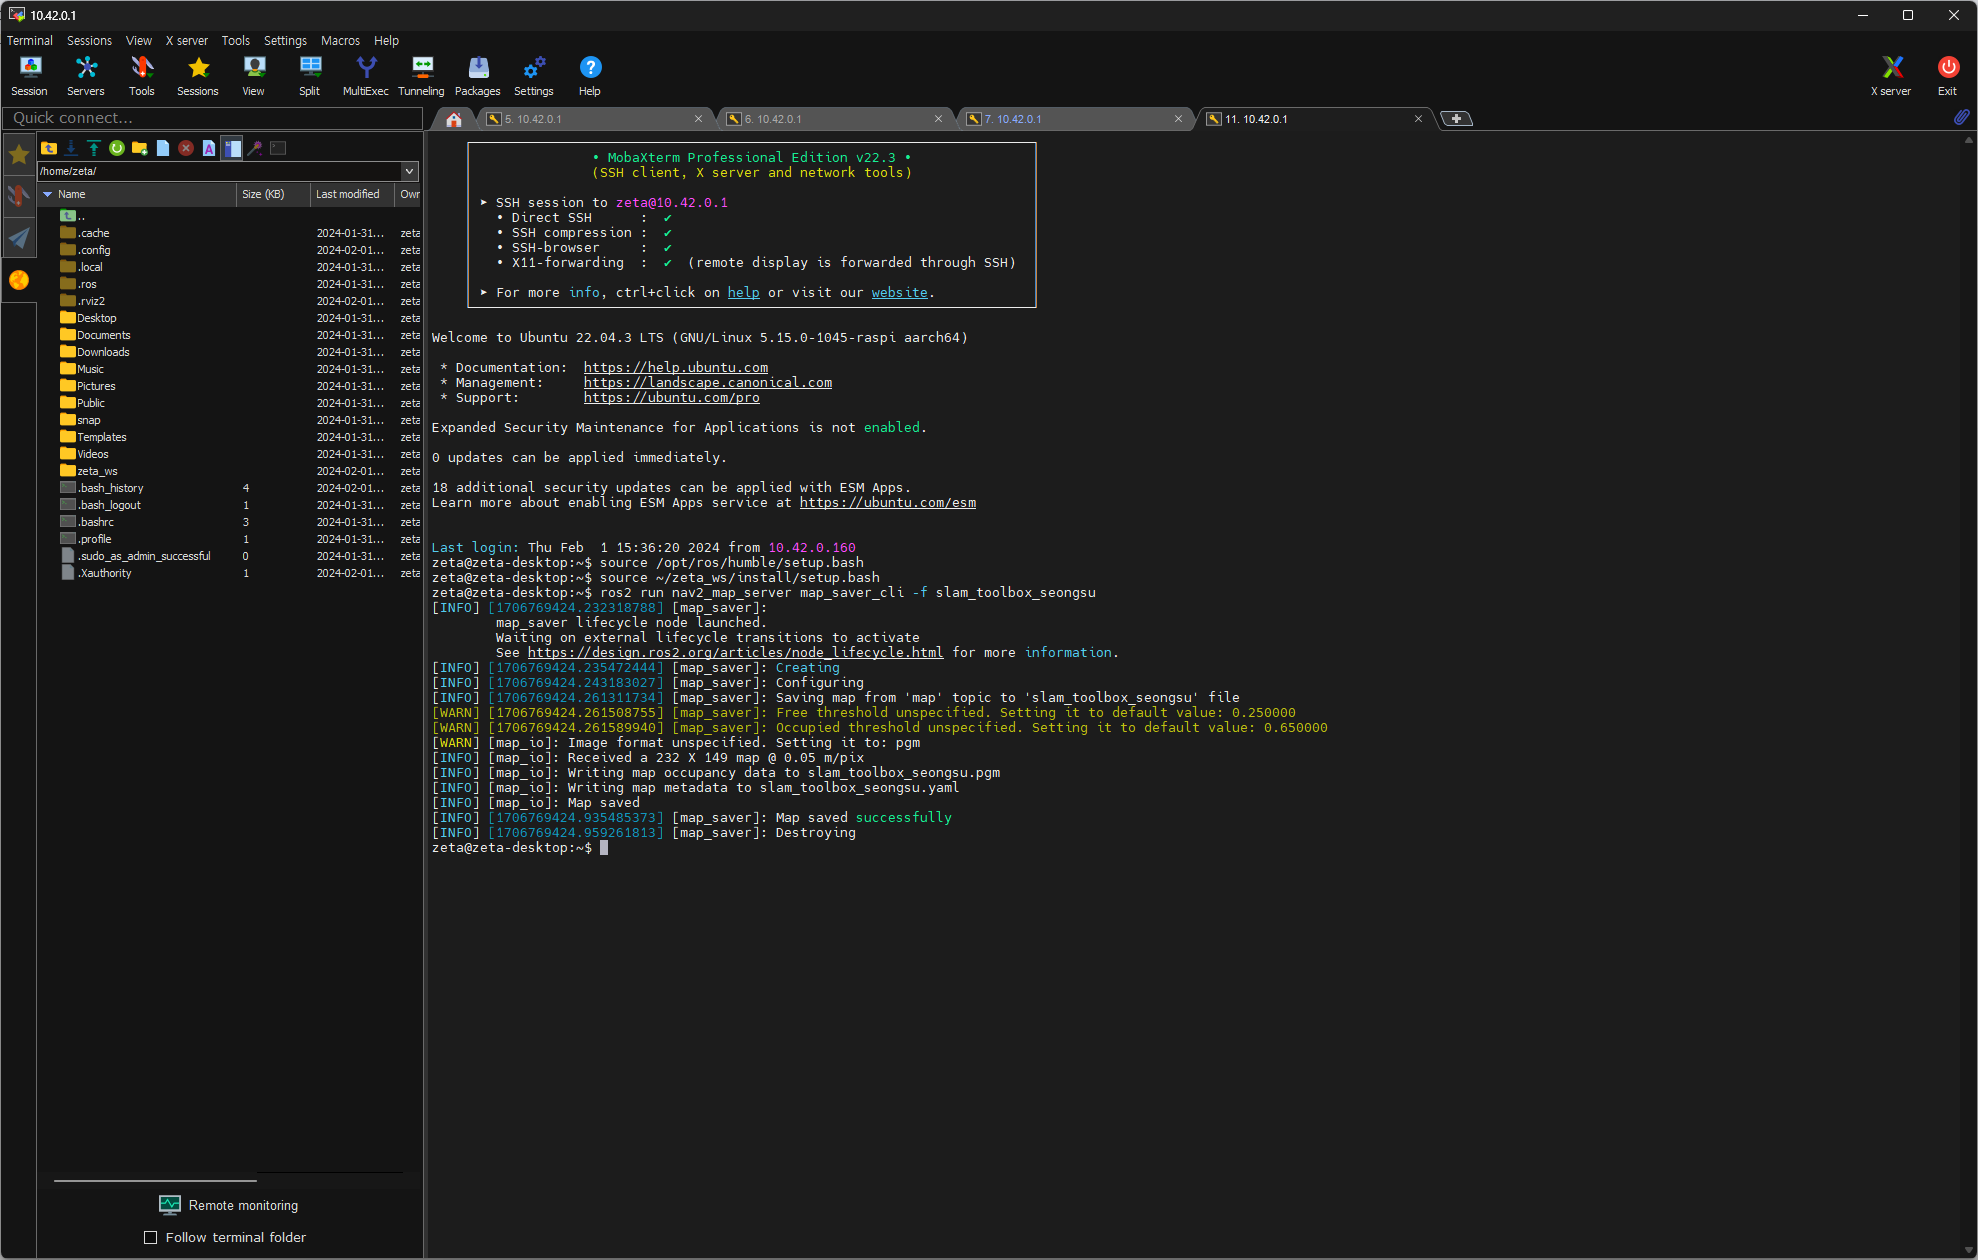 10.42.0.1
Terminal Sessions View X server Tools Settings Macros Help
Session Servers Tools Sessions View Split MultiExec Tunneling Packages Settings Help X server Exit
Quick connect...
5. 10.42.0.1
6. 10.42.0.1
7. 10.42.0.1
11. 10.42.0.1
/home/zeta/
Name Size (KB) Last modified Own
..
.cache 2024-01-31... zeta
.config 2024-02-01... zeta
.local 2024-01-31... zeta
.ros 2024-01-31... zeta
.rviz2 2024-02-01... zeta
Desktop 2024-01-31... zeta
Documents 2024-01-31... zeta
Downloads 2024-01-31... zeta
Music 2024-01-31... zeta
Pictures 2024-01-31... zeta
Public 2024-01-31... zeta
snap 2024-01-31... zeta
Templates 2024-01-31... zeta
Videos 2024-01-31... zeta
zeta_ws 2024-02-01... zeta
.bash_history 4 2024-02-01... zeta
.bash_logout 1 2024-01-31... zeta
.bashrc 3 2024-01-31... zeta
.profile 1 2024-01-31... zeta
.sudo_as_admin_successful 0 2024-01-31... zeta
.Xauthority 1 2024-02-01... zeta
Remote monitoring
Follow terminal folder
• MobaXterm Professional Edition v22.3 •
(SSH client, X server and network tools)
➤ SSH session to zeta@10.42.0.1
• Direct SSH : ✔
• SSH compression : ✔
• SSH-browser : ✔
• X11-forwarding : ✔ (remote display is forwarded through SSH)
➤ For more info, ctrl+click on help or visit our website.
Welcome to Ubuntu 22.04.3 LTS (GNU/Linux 5.15.0-1045-raspi aarch64)
* Documentation: https://help.ubuntu.com
* Management: https://landscape.canonical.com
* Support: https://ubuntu.com/pro
Expanded Security Maintenance for Applications is not enabled.
0 updates can be applied immediately.
18 additional security updates can be applied with ESM Apps.
Learn more about enabling ESM Apps service at https://ubuntu.com/esm
Last login: Thu Feb 1 15:36:20 2024 from 10.42.0.160
zeta@zeta-desktop:~$ source /opt/ros/humble/setup.bash
zeta@zeta-desktop:~$ source ~/zeta_ws/install/setup.bash
zeta@zeta-desktop:~$ ros2 run nav2_map_server map_saver_cli -f slam_toolbox_seongsu
[INFO] [1706769424.232318788] [map_saver]:
map_saver lifecycle node launched.
Waiting on external lifecycle transitions to activate
See https://design.ros2.org/articles/node_lifecycle.html for more information.
[INFO] [1706769424.235472444] [map_saver]: Creating
[INFO] [1706769424.243183027] [map_saver]: Configuring
[INFO] [1706769424.261311734] [map_saver]: Saving map from 'map' topic to 'slam_toolbox_seongsu' file
[WARN] [1706769424.261508755] [map_saver]: Free threshold unspecified. Setting it to default value: 0.250000
[WARN] [1706769424.261589940] [map_saver]: Occupied threshold unspecified. Setting it to default value: 0.650000
[WARN] [map_io]: Image format unspecified. Setting it to: pgm
[INFO] [map_io]: Received a 232 X 149 map @ 0.05 m/pix
[INFO] [map_io]: Writing map occupancy data to slam_toolbox_seongsu.pgm
[INFO] [map_io]: Writing map metadata to slam_toolbox_seongsu.yaml
[INFO] [map_io]: Map saved
[INFO] [1706769424.935485373] [map_saver]: Map saved successfully
[INFO] [1706769424.959261813] [map_saver]: Destroying
zeta@zeta-desktop:~$